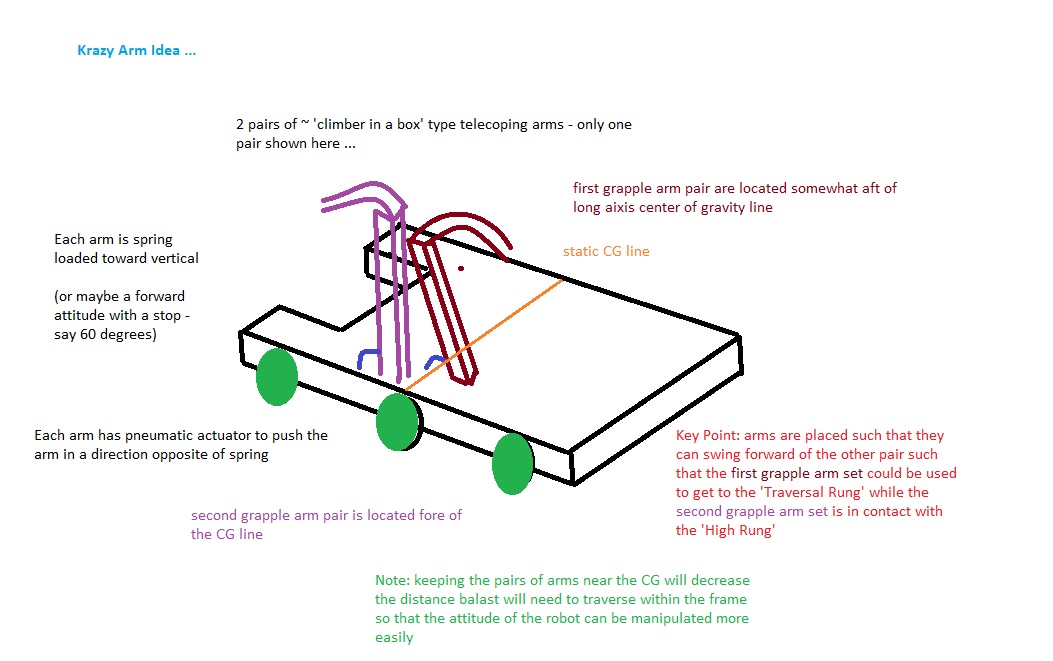 Krazy Arm Idea ...
2 pairs of ~ 'climber in a box' type telecoping arms - only one
pair shown here ...
first grapple arm pair are located somewhat aft of
long aixis center of gravity line
Each arm is spring
loaded toward vertical
static CG line
(or maybe a forward
attitude with a stop -
say 60 degrees)
Each arm has pneumatic actuator to push the
arm in a direction opposite of spring
Key Point: arms are placed such that they
can swing forward of the other pair such
that the first grapple arm set could be used
to get to the 'Traversal Rung' while the
second grapple arm set is in contact with
the 'High Rung'
second grapple arm pair is located fore of
the CG line
Note: keeping the pairs of arms near the CG will decrease
the distance balast will need to traverse within the frame
so that the attitude of the robot can be manipulated more
easily